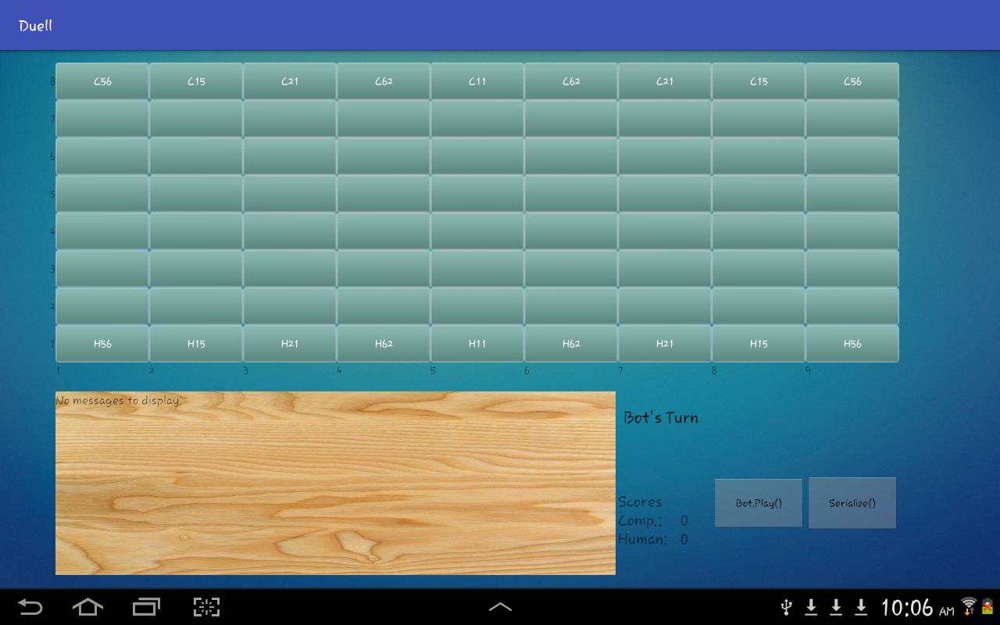 Duell
8 C56 C15 C21 C62 C11 C62 C21 C15 C56
7
6
5
4
3
2
1 H56 H15 H21 H62 H11 H62 H21 H15 H56
1 2 3 4 5 6 7 8 9
No messages to display.
Bot's Turn
Scores
Comp.: 0
Human: 0
Bot.Play() Serialize()
10:06 AM